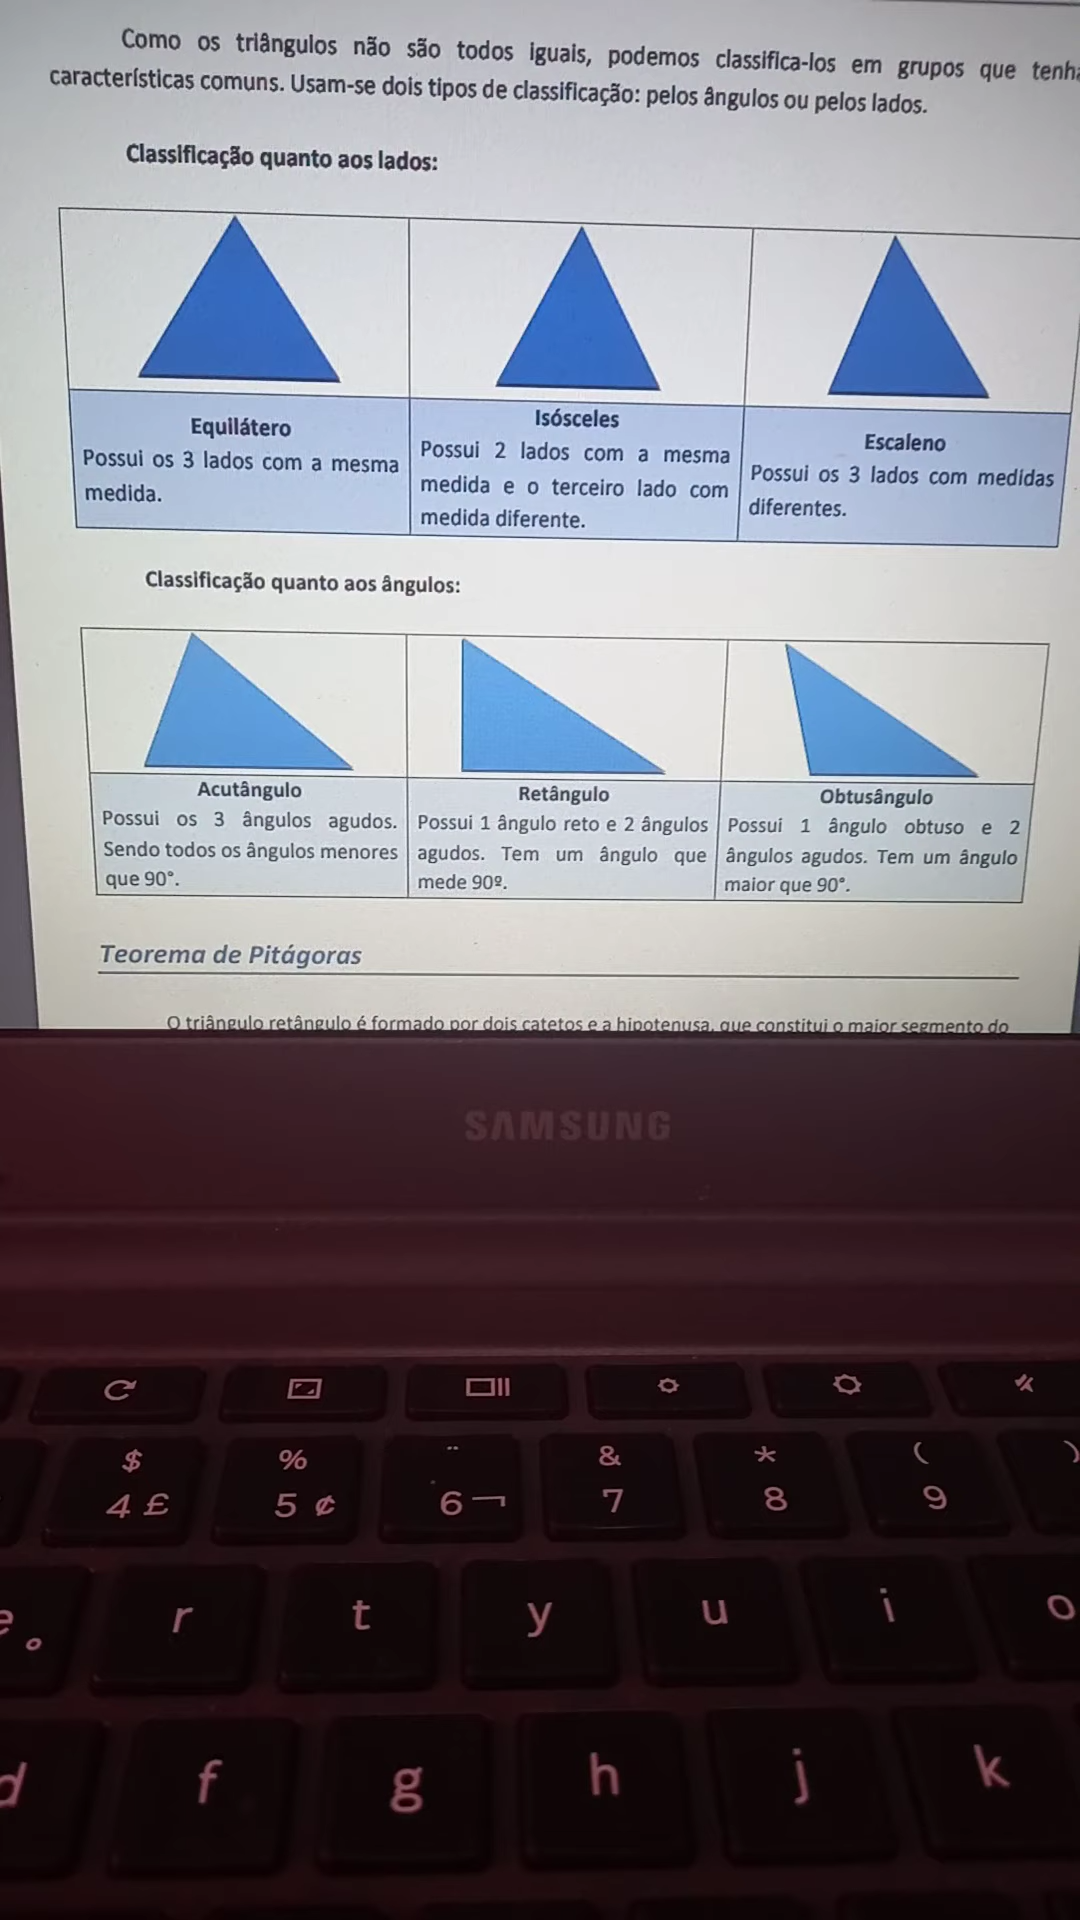 Como os triângulos não são todos iguais, podemos classifica-los em grupos que
características comuns. Usam-se dois tipos de classificação: pelos ângulos ou pelos lados.
Classificação quanto aos lados:
Equilátero
Possui os 3 lados com a mesma
medida.
Isósceles
Possui 2 lados com a mesma
medida e o terceiro lado com
medida diferente.
Escaleno
Possui os 3 lados com medidas
diferentes.
Classificação quanto aos ângulos:
Acutângulo
Possui os 3 ângulos agudos.
Sendo todos os ângulos menores
que 90°.
Retângulo
Possui 1 ângulo reto e 2 ângulos
agudos. Tem um ângulo que
mede 90º.
Obtusângulo
Possui 1 ângulo obtuso e 2
ângulos agudos. Tem um ângulo
maior que 90°.
Teorema de Pitágoras
O triângulo retângulo é formado por dois catetos e a hipotenusa, que constitui o maior segmento do
SAMSUNG
$ % ¨ & * ( )
4 £ 5 ¢ 6 ¬ 7 8 9
e ° r t y u i o
d f g h j k